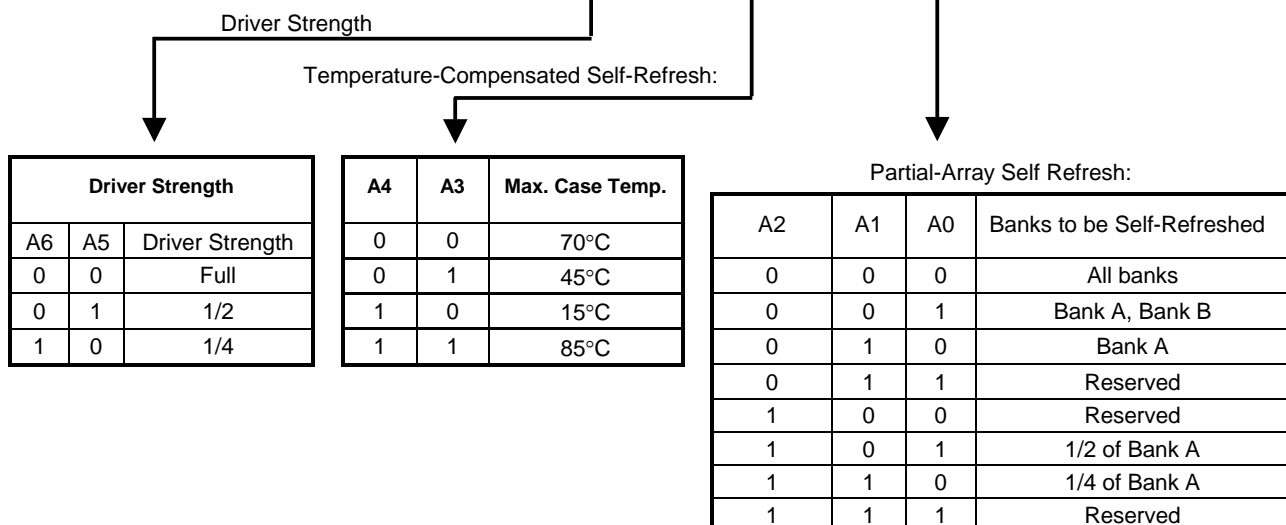 Driver Strength
Temperature-Compensated Self-Refresh:
Driver Strength
A6 A5 Driver Strength
0 0 Full
0 1 1/2
1 0 1/4
A4 A3 Max. Case Temp.
0 0 70°C
0 1 45°C
1 0 15°C
1 1 85°C
Partial-Array Self Refresh:
A2 A1 A0 Banks to be Self-Refreshed
0 0 0 All banks
0 0 1 Bank A, Bank B
0 1 0 Bank A
0 1 1 Reserved
1 0 0 Reserved
1 0 1 1/2 of Bank A
1 1 0 1/4 of Bank A
1 1 1 Reserved